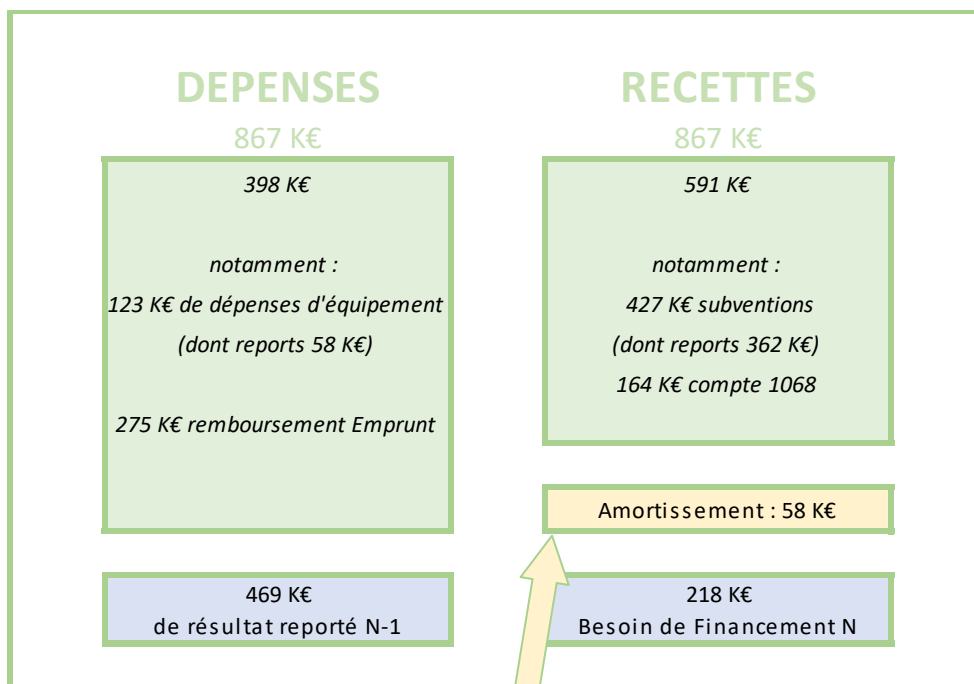 DEPENSES
867 K€
398 K€
notamment :
123 K€ de dépenses d'équipement
(dont reports 58 K€)
275 K€ remboursement Emprunt
469 K€
de résultat reporté N-1
RECETTES
867 K€
591 K€
notamment :
427 K€ subventions
(dont reports 362 K€)
164 K€ compte 1068
Amortissement : 58 K€
218 K€
Besoin de Financement N